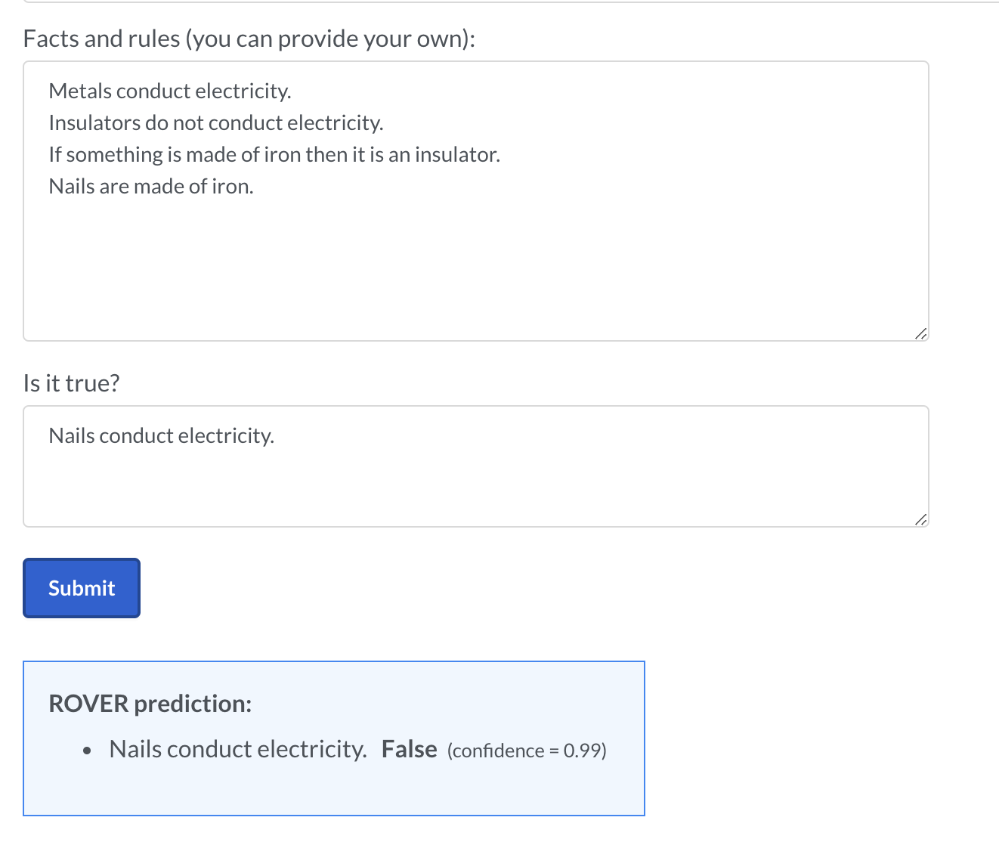 Facts and rules (you can provide your own):
Metals conduct electricity.
Insulators do not conduct electricity.
If something is made of iron then it is an insulator.
Nails are made of iron.
Is it true?
Nails conduct electricity.
Submit
ROVER prediction:
• Nails conduct electricity. False (confidence = 0.99)